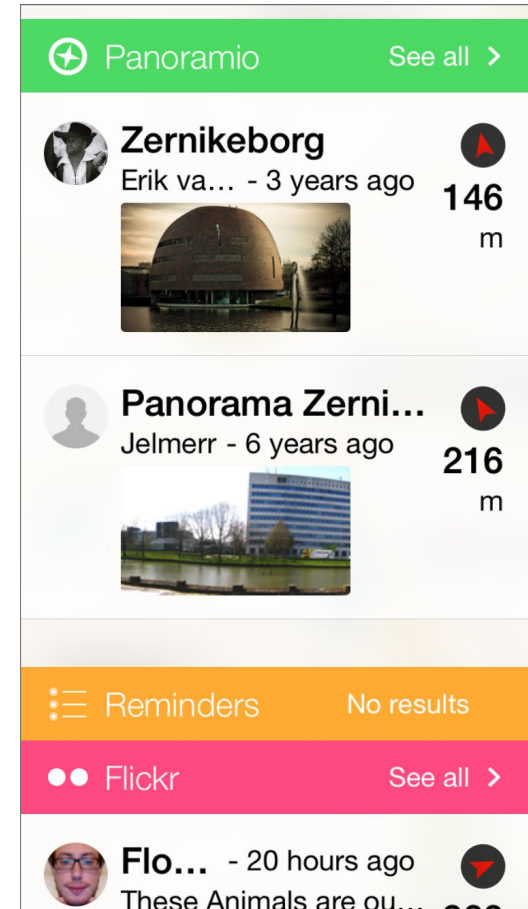 Panoramio See all
Zernikeborg
Erik va... - 3 years ago
146
m
Panorama Zerni...
Jelmerr - 6 years ago
216
m
Reminders No results
Flickr See all
Flo... - 20 hours ago
These Animals are ou...